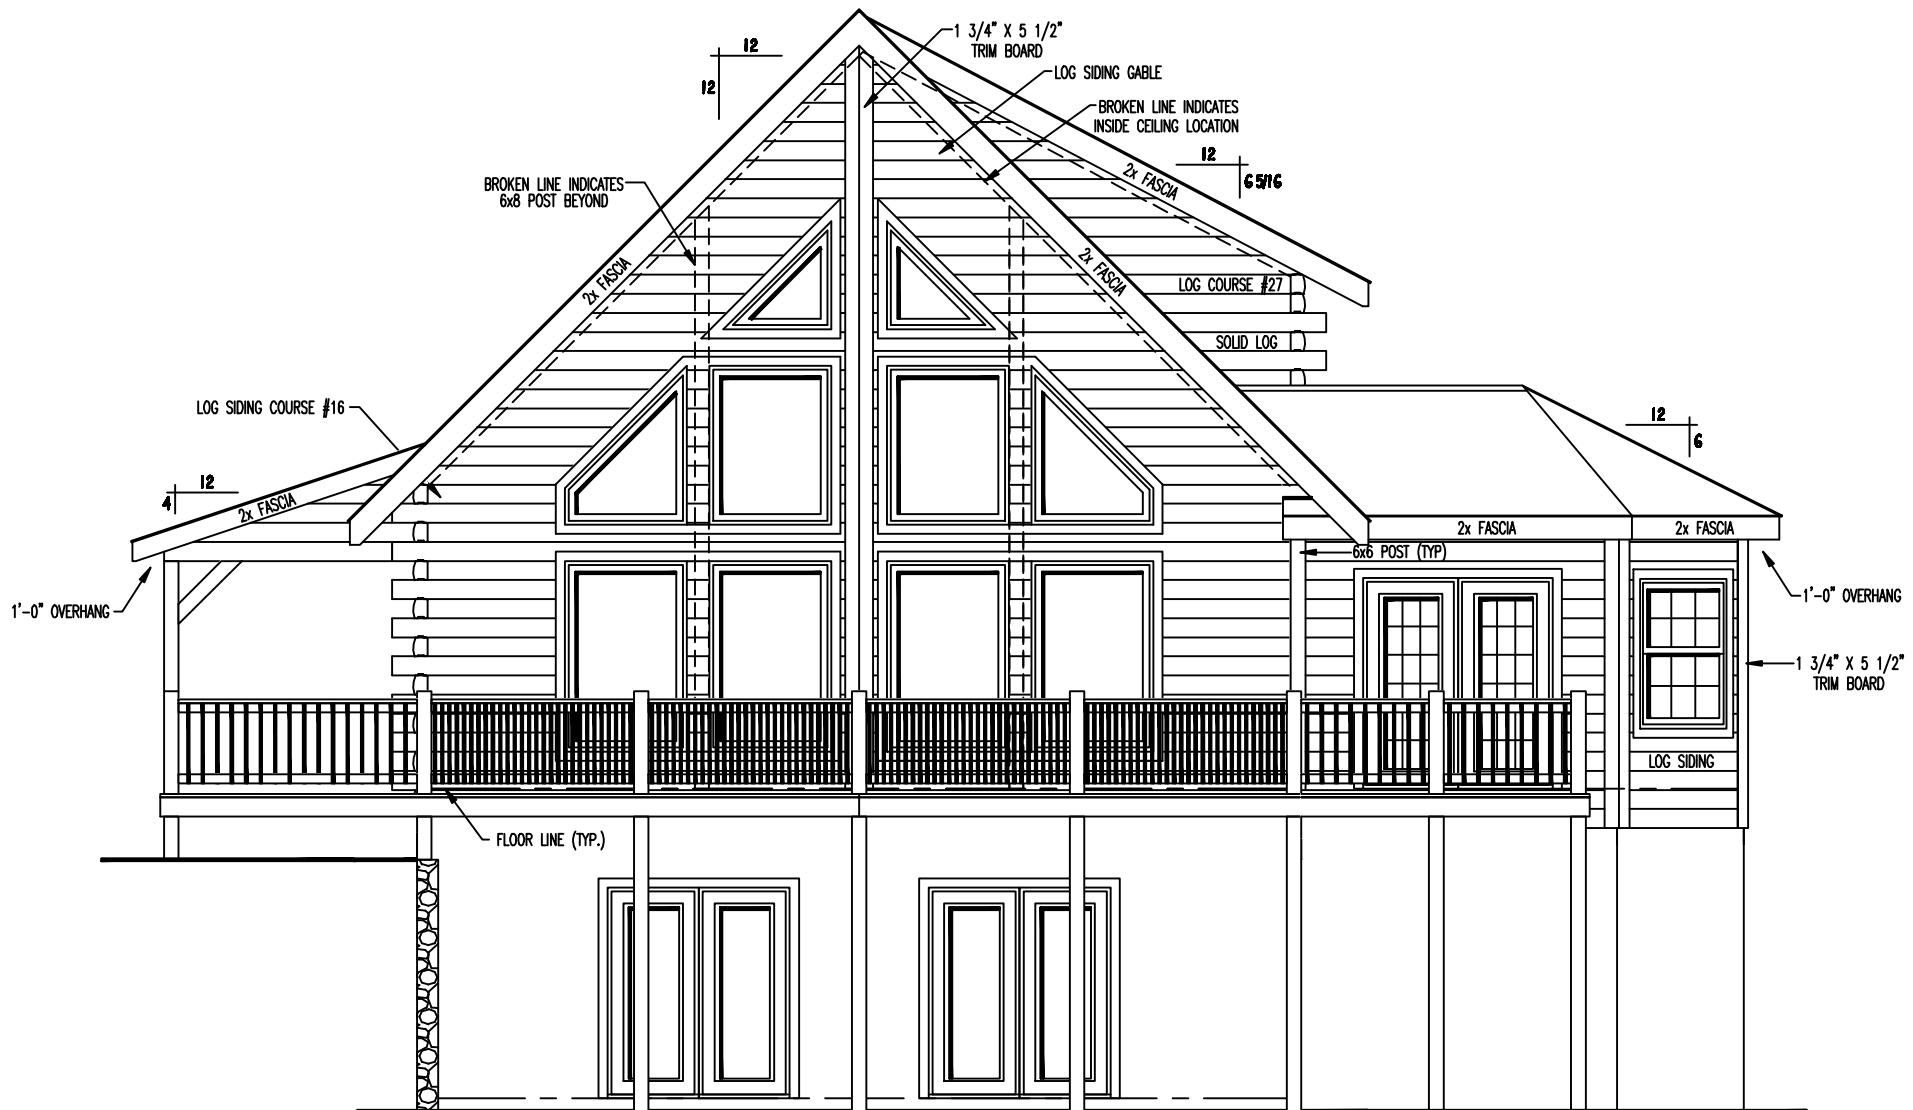 1 3/4" X 5 1/2"
TRIM BOARD
12
12
LOG SIDING GABLE
BROKEN LINE INDICATES
INSIDE CEILING LOCATION
12
6 5/16
2x FASCIA
BROKEN LINE INDICATES
6x8 POST BEYOND
2x FASCIA
2x FASCIA
LOG COURSE #27
SOLID LOG
LOG SIDING COURSE #16
12
6
12
4
2x FASCIA
2x FASCIA
2x FASCIA
6x6 POST (TYP)
1'-0" OVERHANG
1'-0" OVERHANG
1 3/4" X 5 1/2"
TRIM BOARD
LOG SIDING
FLOOR LINE (TYP.)